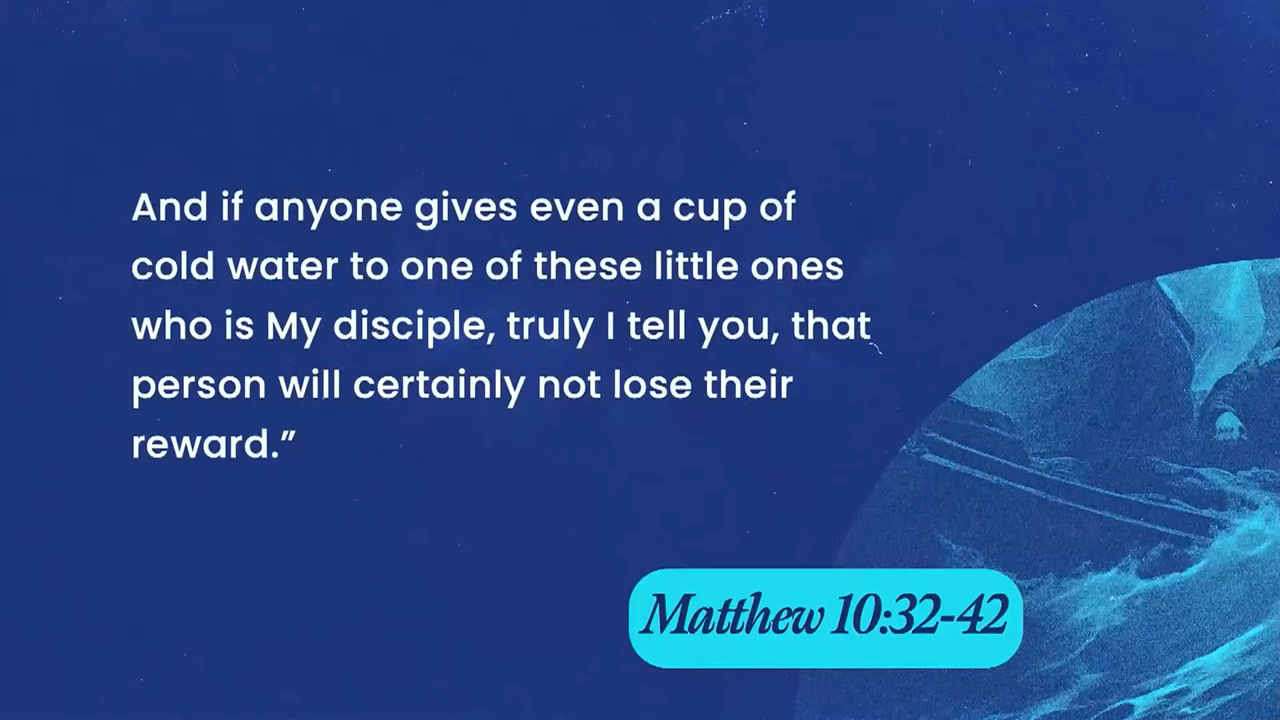 And if anyone gives even a cup of
cold water to one of these little ones
who is My disciple, truly I tell you, that
person will certainly not lose their
reward.”
Matthew 10:32-42